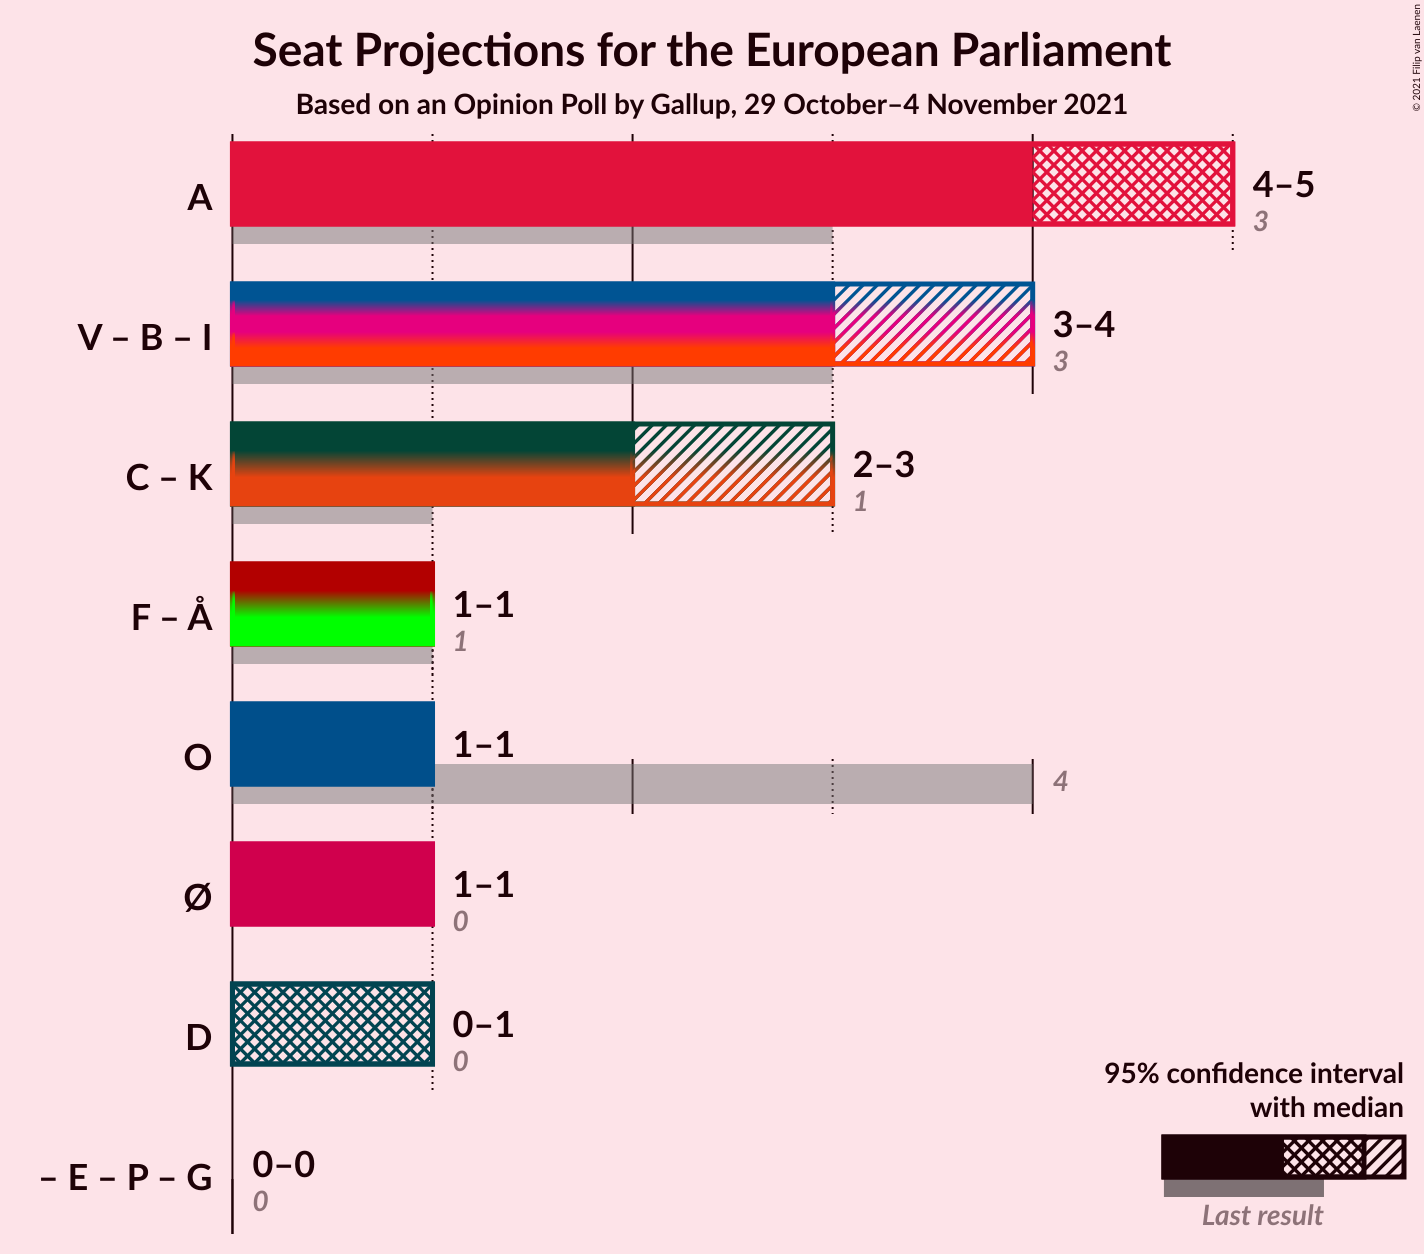 Seat Projections for the European Parliament
Based on an Opinion Poll by Gallup, 29 October–4 November 2021
© 2021 Filip van Laenen
A
4–5
3
V – B – I
3–4
3
C – K
2–3
1
F – Å
1–1
1
O
1–1
4
Ø
1–1
0
D
0–1
0
– E – P – G
0–0
0
95% confidence interval
with median
Last result